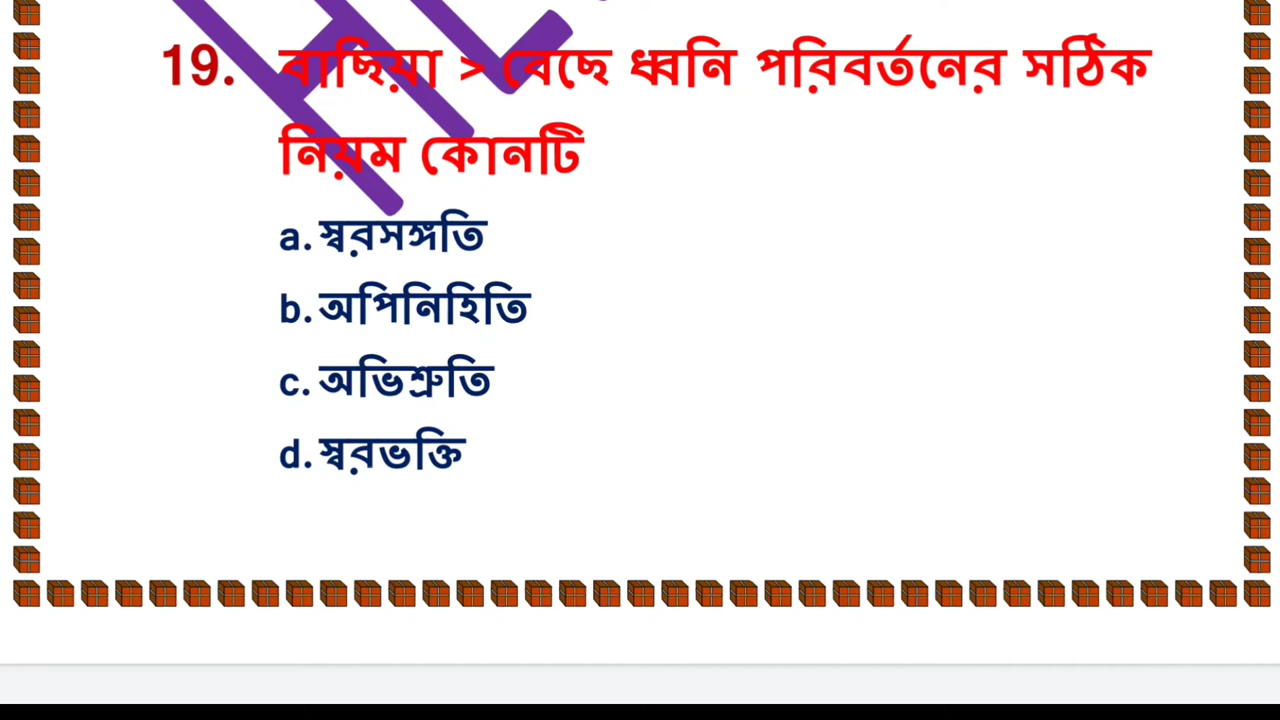 19. বাছিয়া > বেছে ধ্বনি পরিবর্তনের সঠিক
নিয়ম কোনটি
a. স্বরসঙ্গতি
b. অপিনিহিতি
c. অভিশ্রুতি
d. স্বরভক্তি